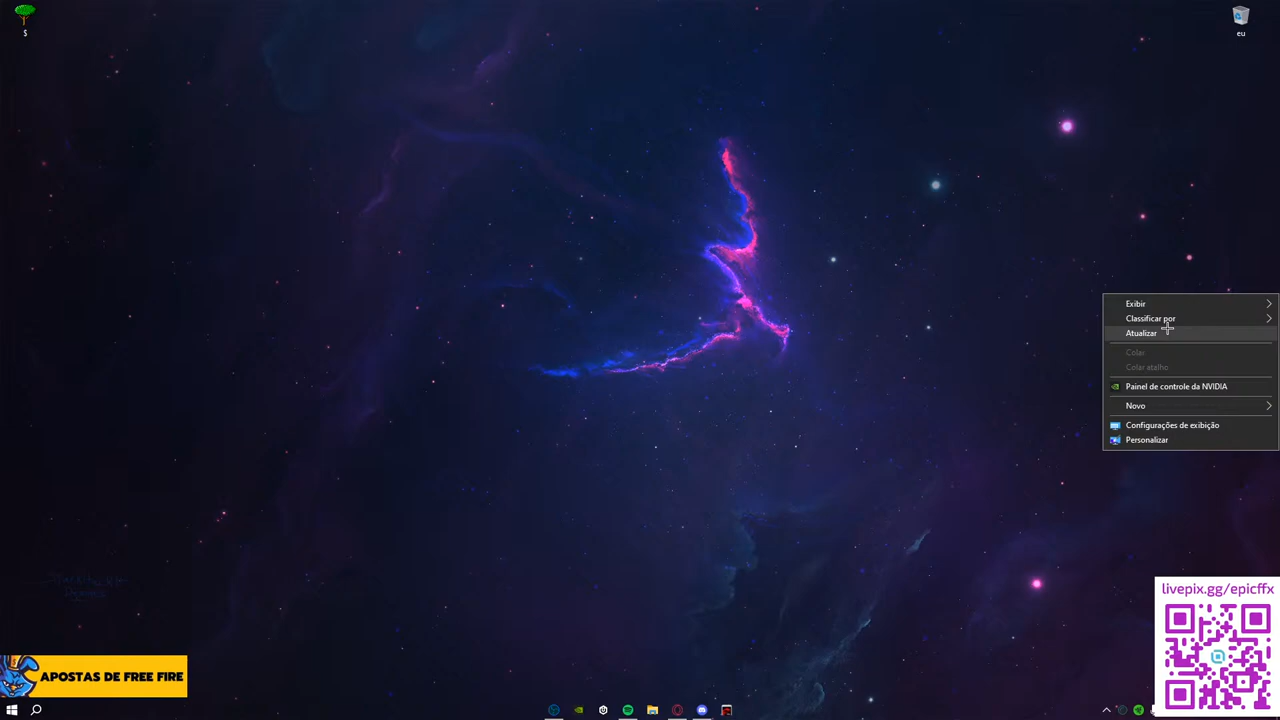 $
eu
Exibir
Classificar por
Atualizar
Colar
Colar atalho
Painel de controle da NVIDIA
Novo
Configurações de exibição
Personalizar
livepix.gg/epicffx
APOSTAS DE FREE FIRE